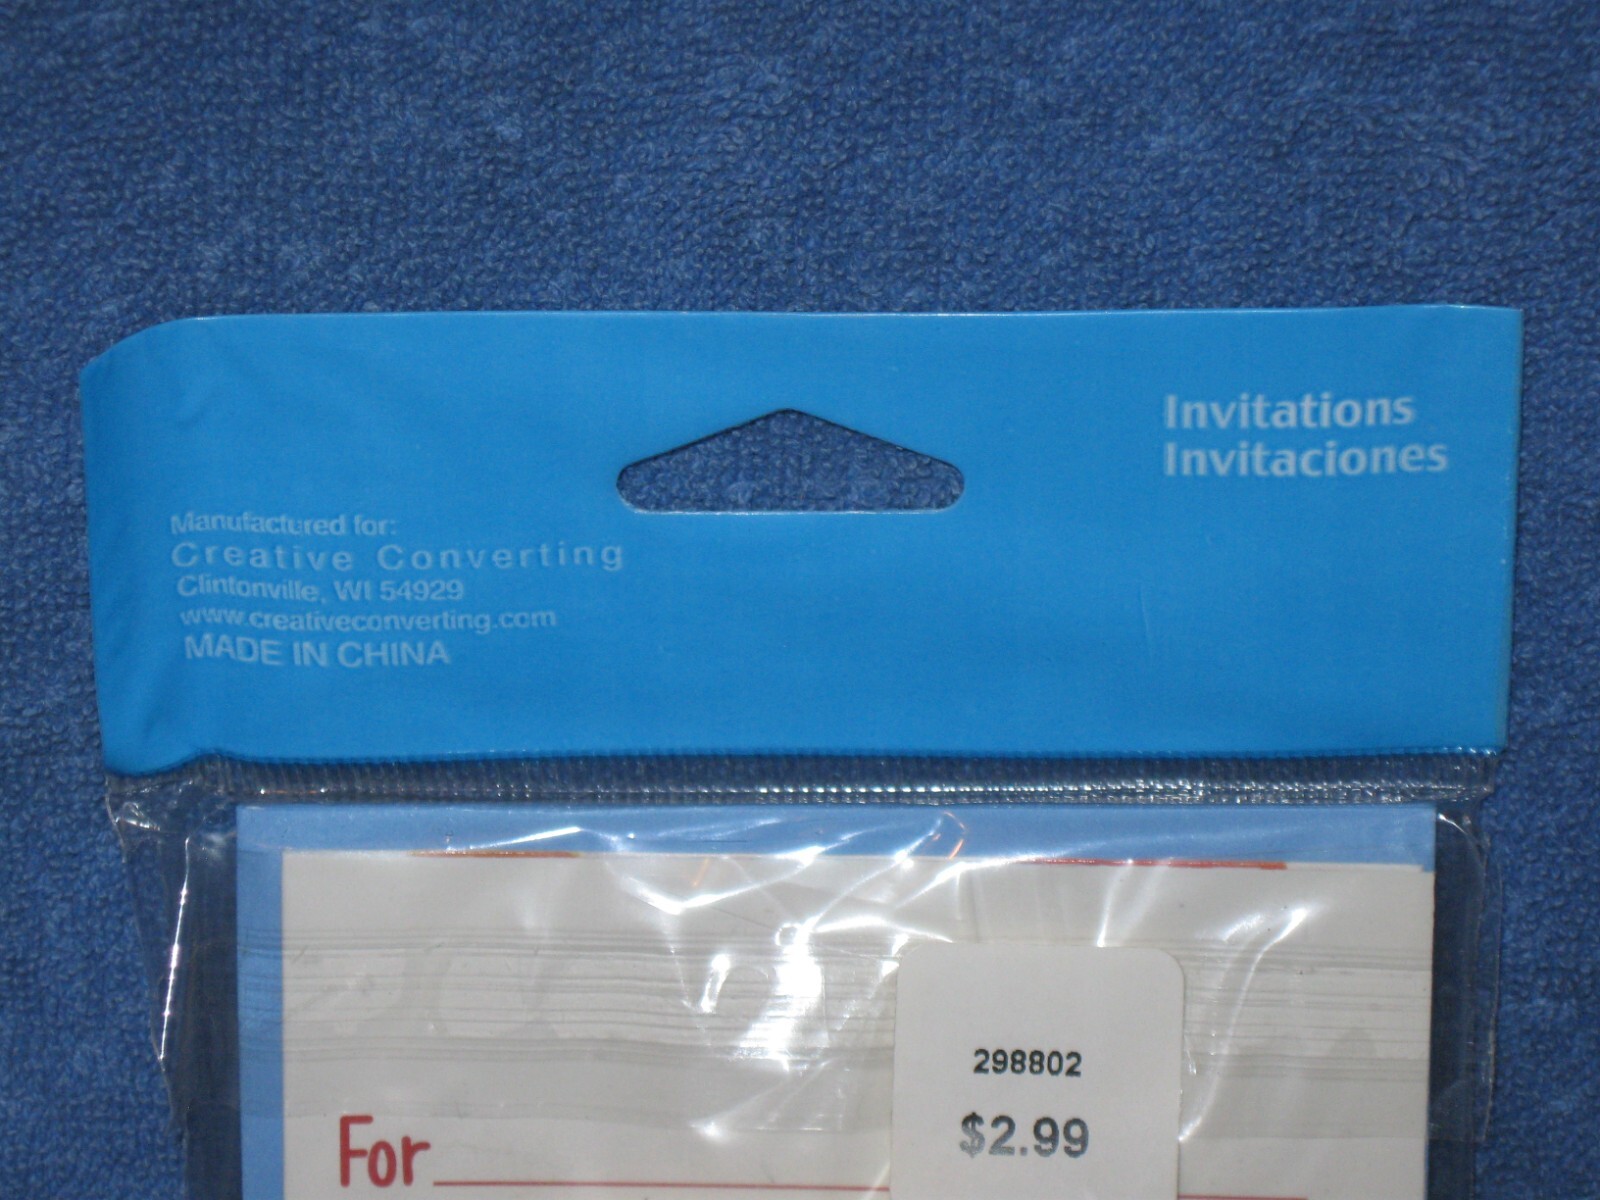 Invitations
Invitaciones
Manufactured for:
Creative Converting
Clintonville, WI 54929
www.creativeconverting.com
MADE IN CHINA
298802
$2.99
For